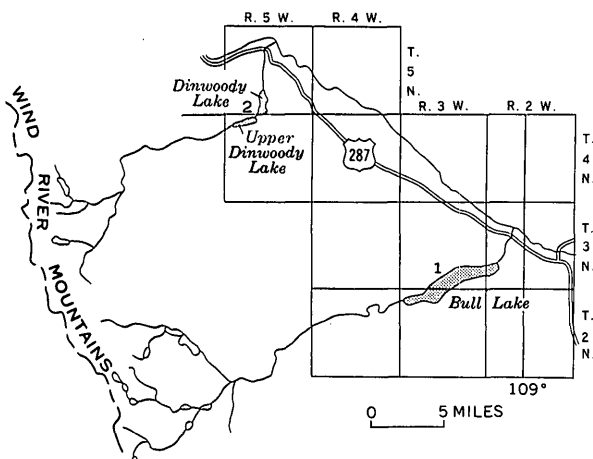 R. 5 W.
R. 4 W.
T.
5
N.
R. 3 W.
R. 2 W.
Dinwoody
Lake
2
Upper
Dinwoody
Lake
287
T.
4
N.
WIND
RIVER
MOUNTAINS
T.
3
N.
1
Bull Lake
T.
2
N.
109°
0 5 MILES